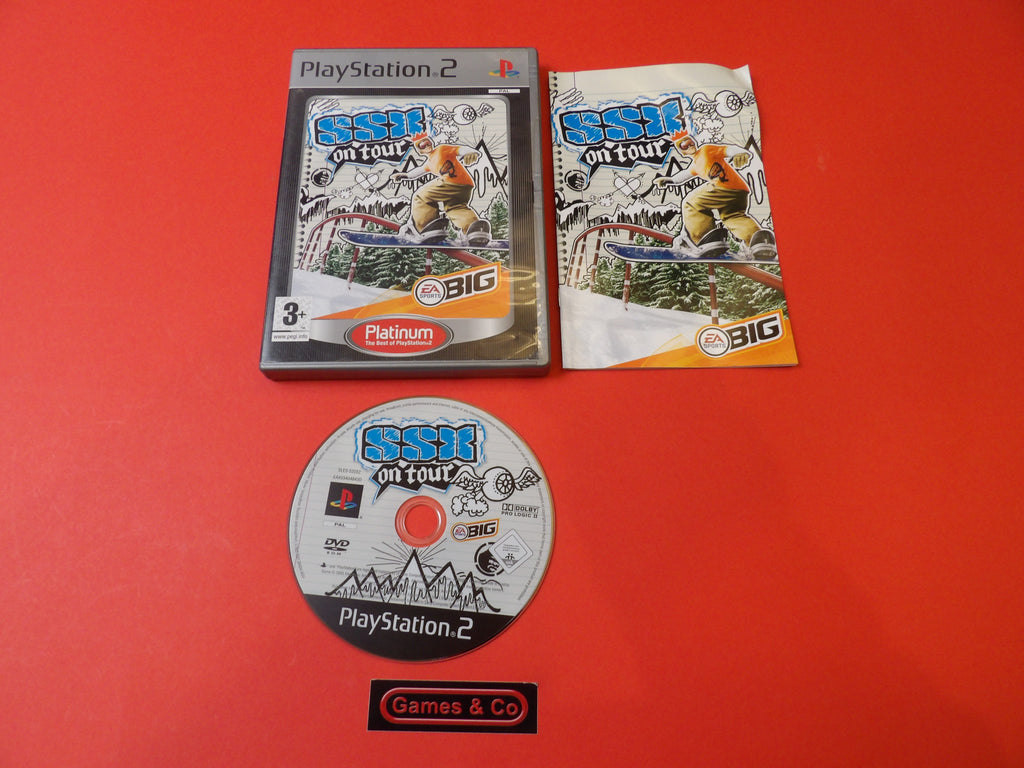 PlayStation®2
PAL
SSX
on tour
EA
SPORTS
BIG
3+
www.pegi.info
Platinum
The Best of PlayStation®2
SSX
on tour
EA
SPORTS
BIG
SSX
on tour
PAL
DOLBY
PRO LOGIC II
BIG
DVD
ROM
PlayStation®2
Games & Co